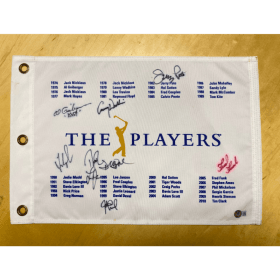 1974 Jack Nicklaus 1978 Jack Nicklaus 1982 Jerry Pate 1986 John Mahaffey
1975 Al Geiberger 1979 Lanny Wadkins 1983 Hal Sutton 1987 Sandy Lyle
1976 Jack Nicklaus 1980 Lee Trevino 1984 Fred Couples 1988 Mark McCumber
1977 Mark Hayes 1981 Raymond Floyd 1985 Calvin Peete 1989 Tom Kite
THE PLAYERS
1990 Jodie Mudd 1995 Lee Janzen 2000 Hal Sutton 2005 Fred Funk
1991 Steve Elkington 1996 Fred Couples 2001 Tiger Woods 2006 Stephen Ames
1992 Davis Love III 1997 Steve Elkington 2002 Craig Perks 2007 Phil Mickelson
1993 Nick Price 1998 Justin Leonard 2003 Davis Love III 2008 Sergio Garcia
1994 Greg Norman 1999 David Duval 2004 Adam Scott 2009 Henrik Stenson
2010 Tim Clark